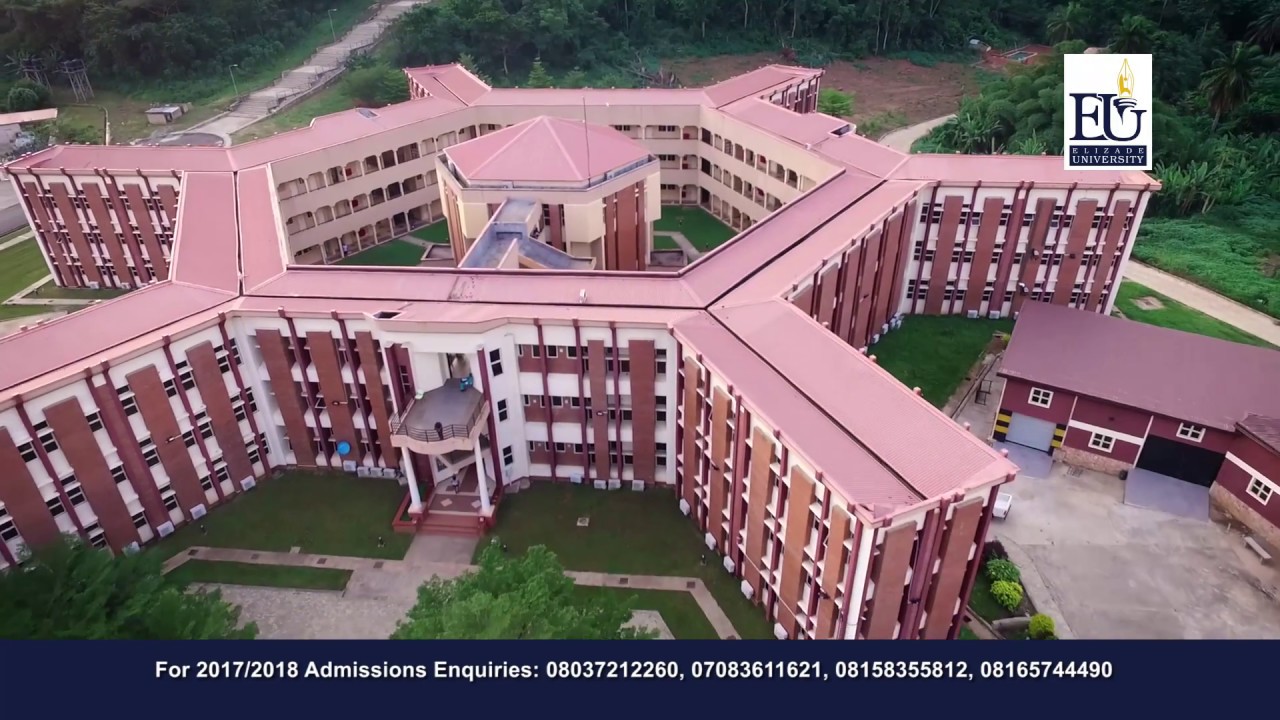 EU
ELIZADE
UNIVERSITY
For 2017/2018 Admissions Enquiries: 08037212260, 07083611621, 08158355812, 08165744490